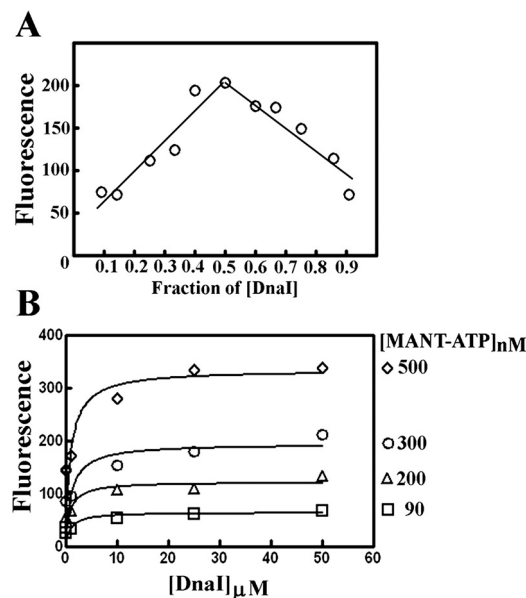 A
Fluorescence
200
150
100
50
0
0.1 0.2 0.3 0.4 0.5 0.6 0.7 0.8 0.9
Fraction of [DnaI]
B
Fluorescence
400
300
200
100
0
0 10 20 30 40 50 60
[DnaI]μM
[MANT-ATP]nM
500
300
200
90